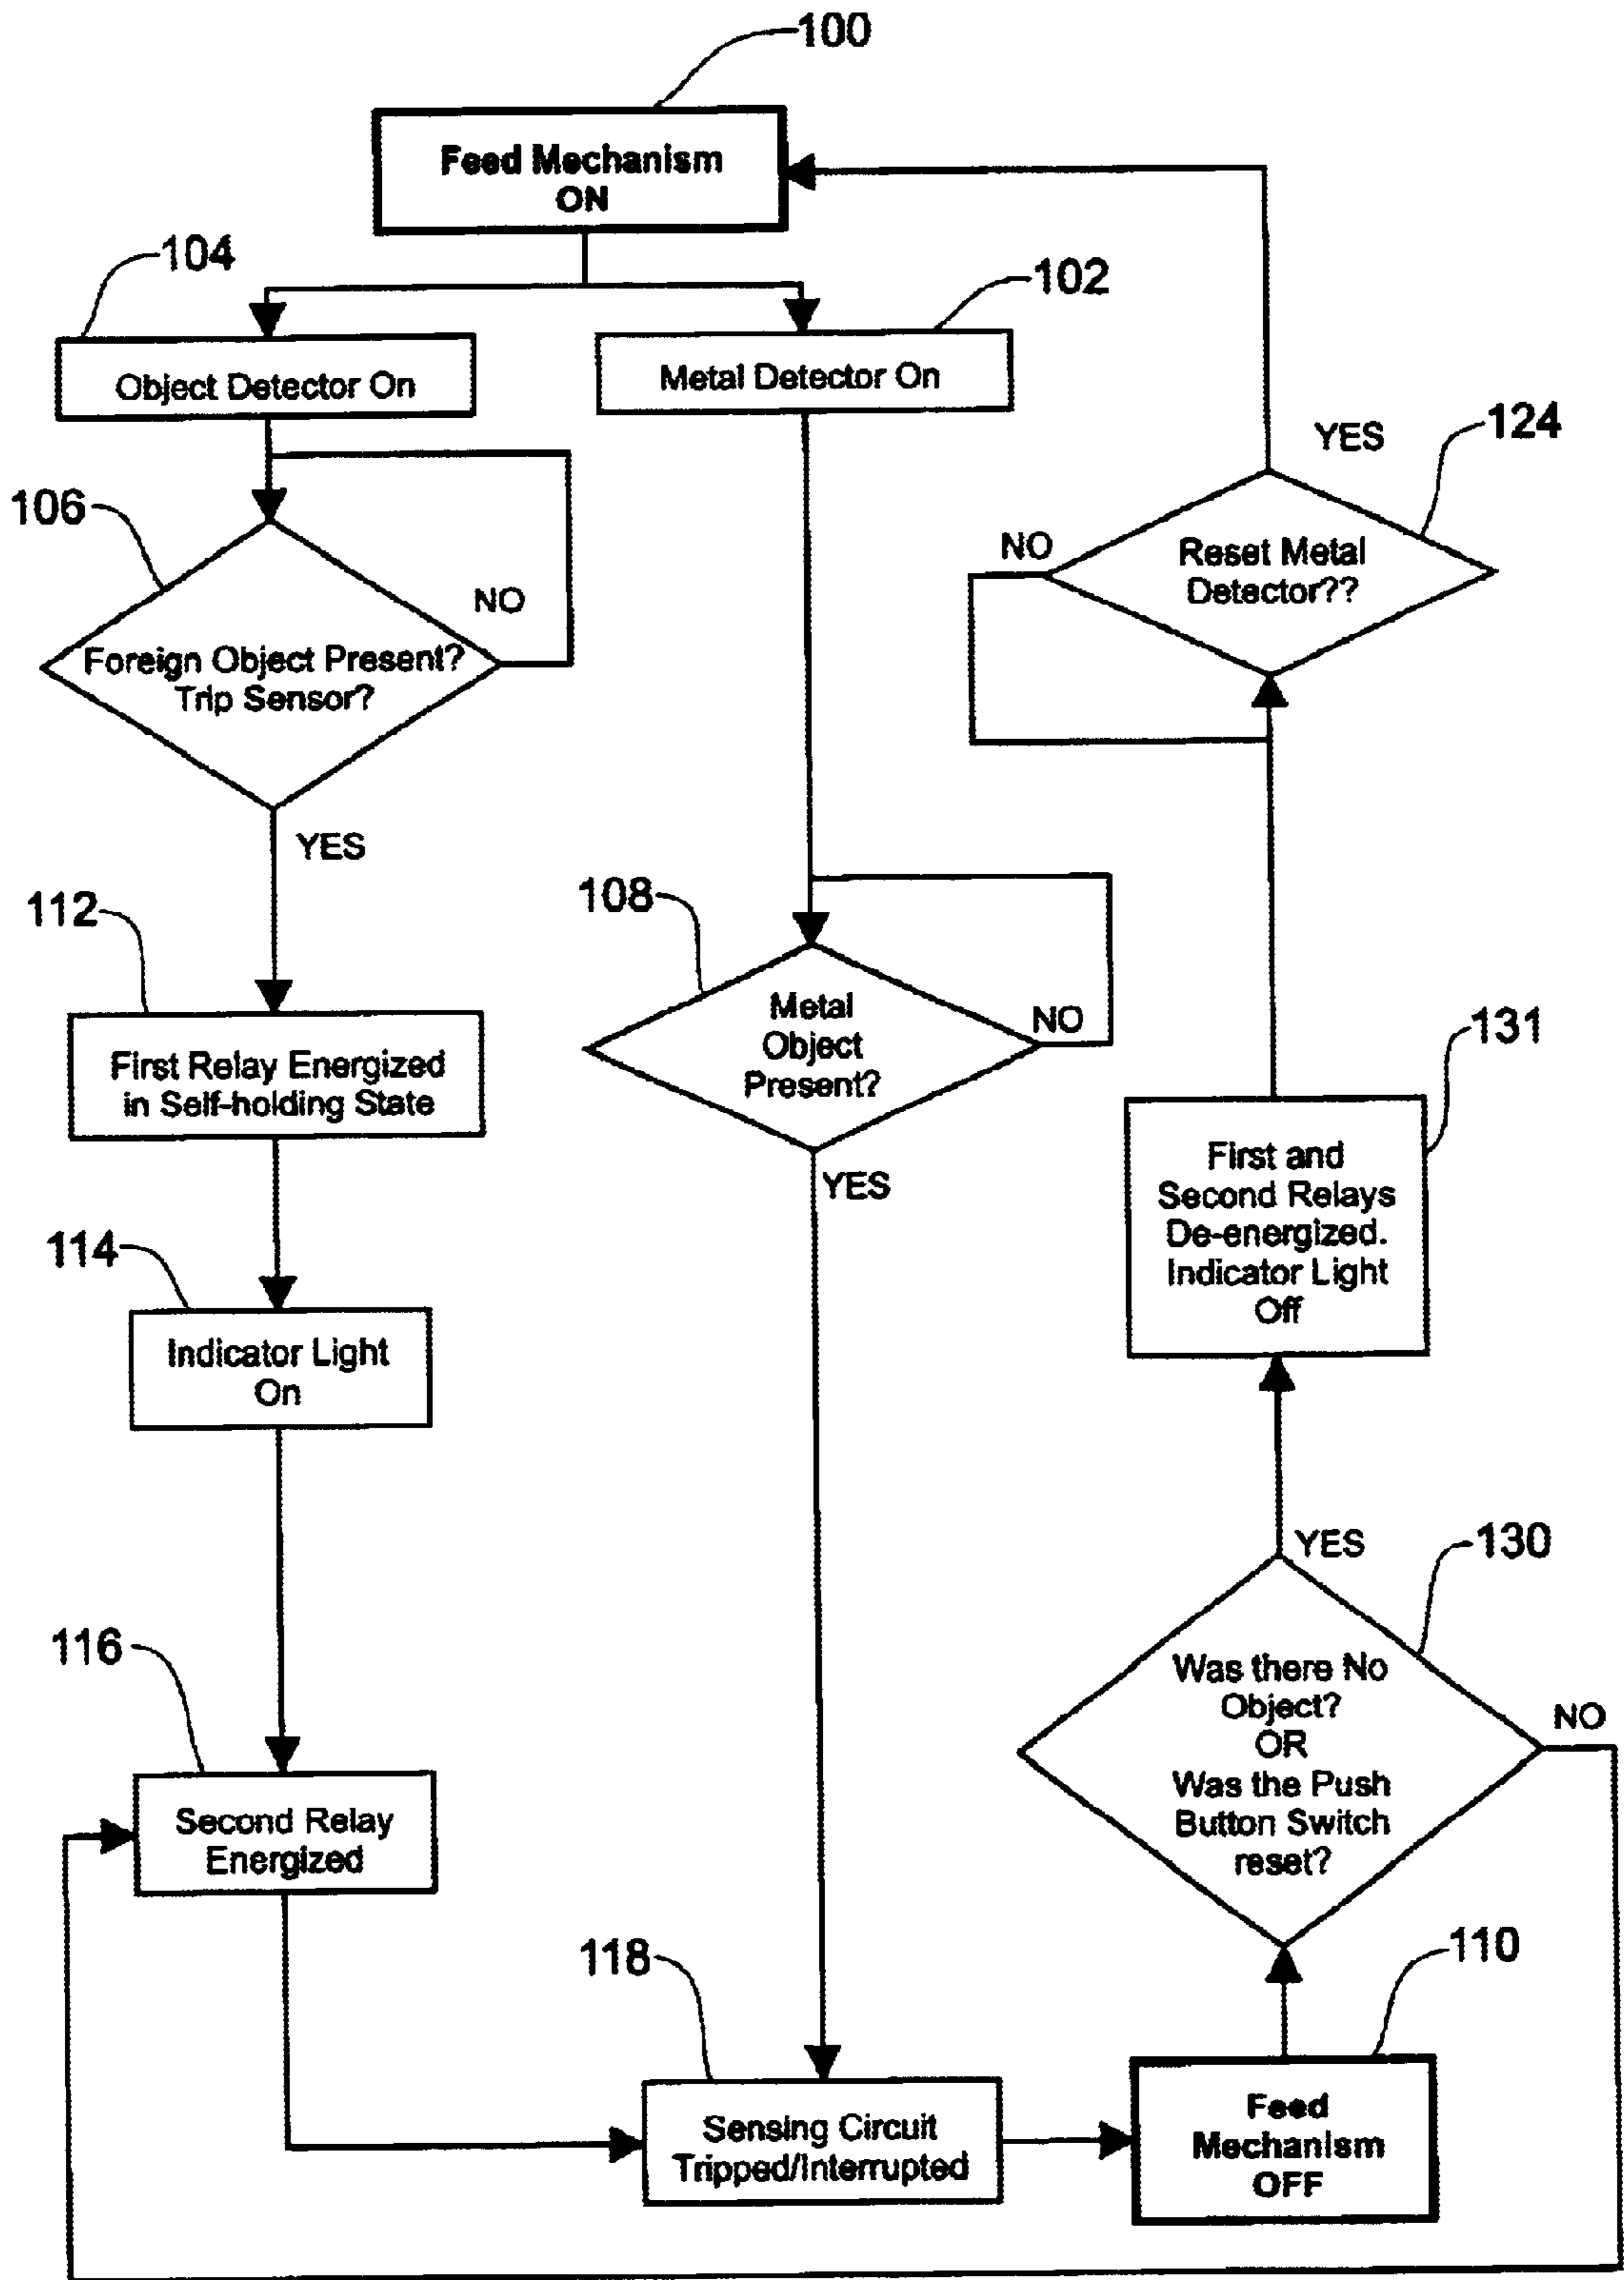 100
Feed Mechanism
ON
104
102
Object Detector On
Metal Detector On
YES
124
106
NO
Reset Metal
Detector??
NO
Foreign Object Present?
Trip Sensor?
YES
112
108
First Relay Energized
in Self-holding State
Metal
Object
Present?
NO
131
YES
First and
Second Relays
De-energized.
Indicator Light
Off
114
Indicator Light
On
YES
130
116
Was there No
Object?
OR
Was the Push
Button Switch
reset?
NO
Second Relay
Energized
118
110
Sensing Circuit
Tripped/Interrupted
Feed
Mechanism
OFF